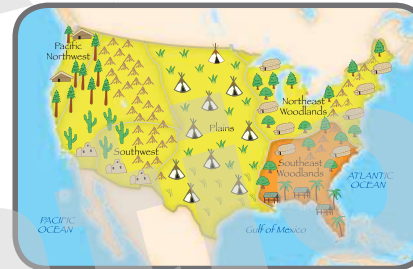 Pacific
Northwest
Northeast
Woodlands
Plains
Southwest
Southeast
Woodlands
ATLANTIC
OCEAN
PACIFIC
OCEAN
Gulf of Mexico